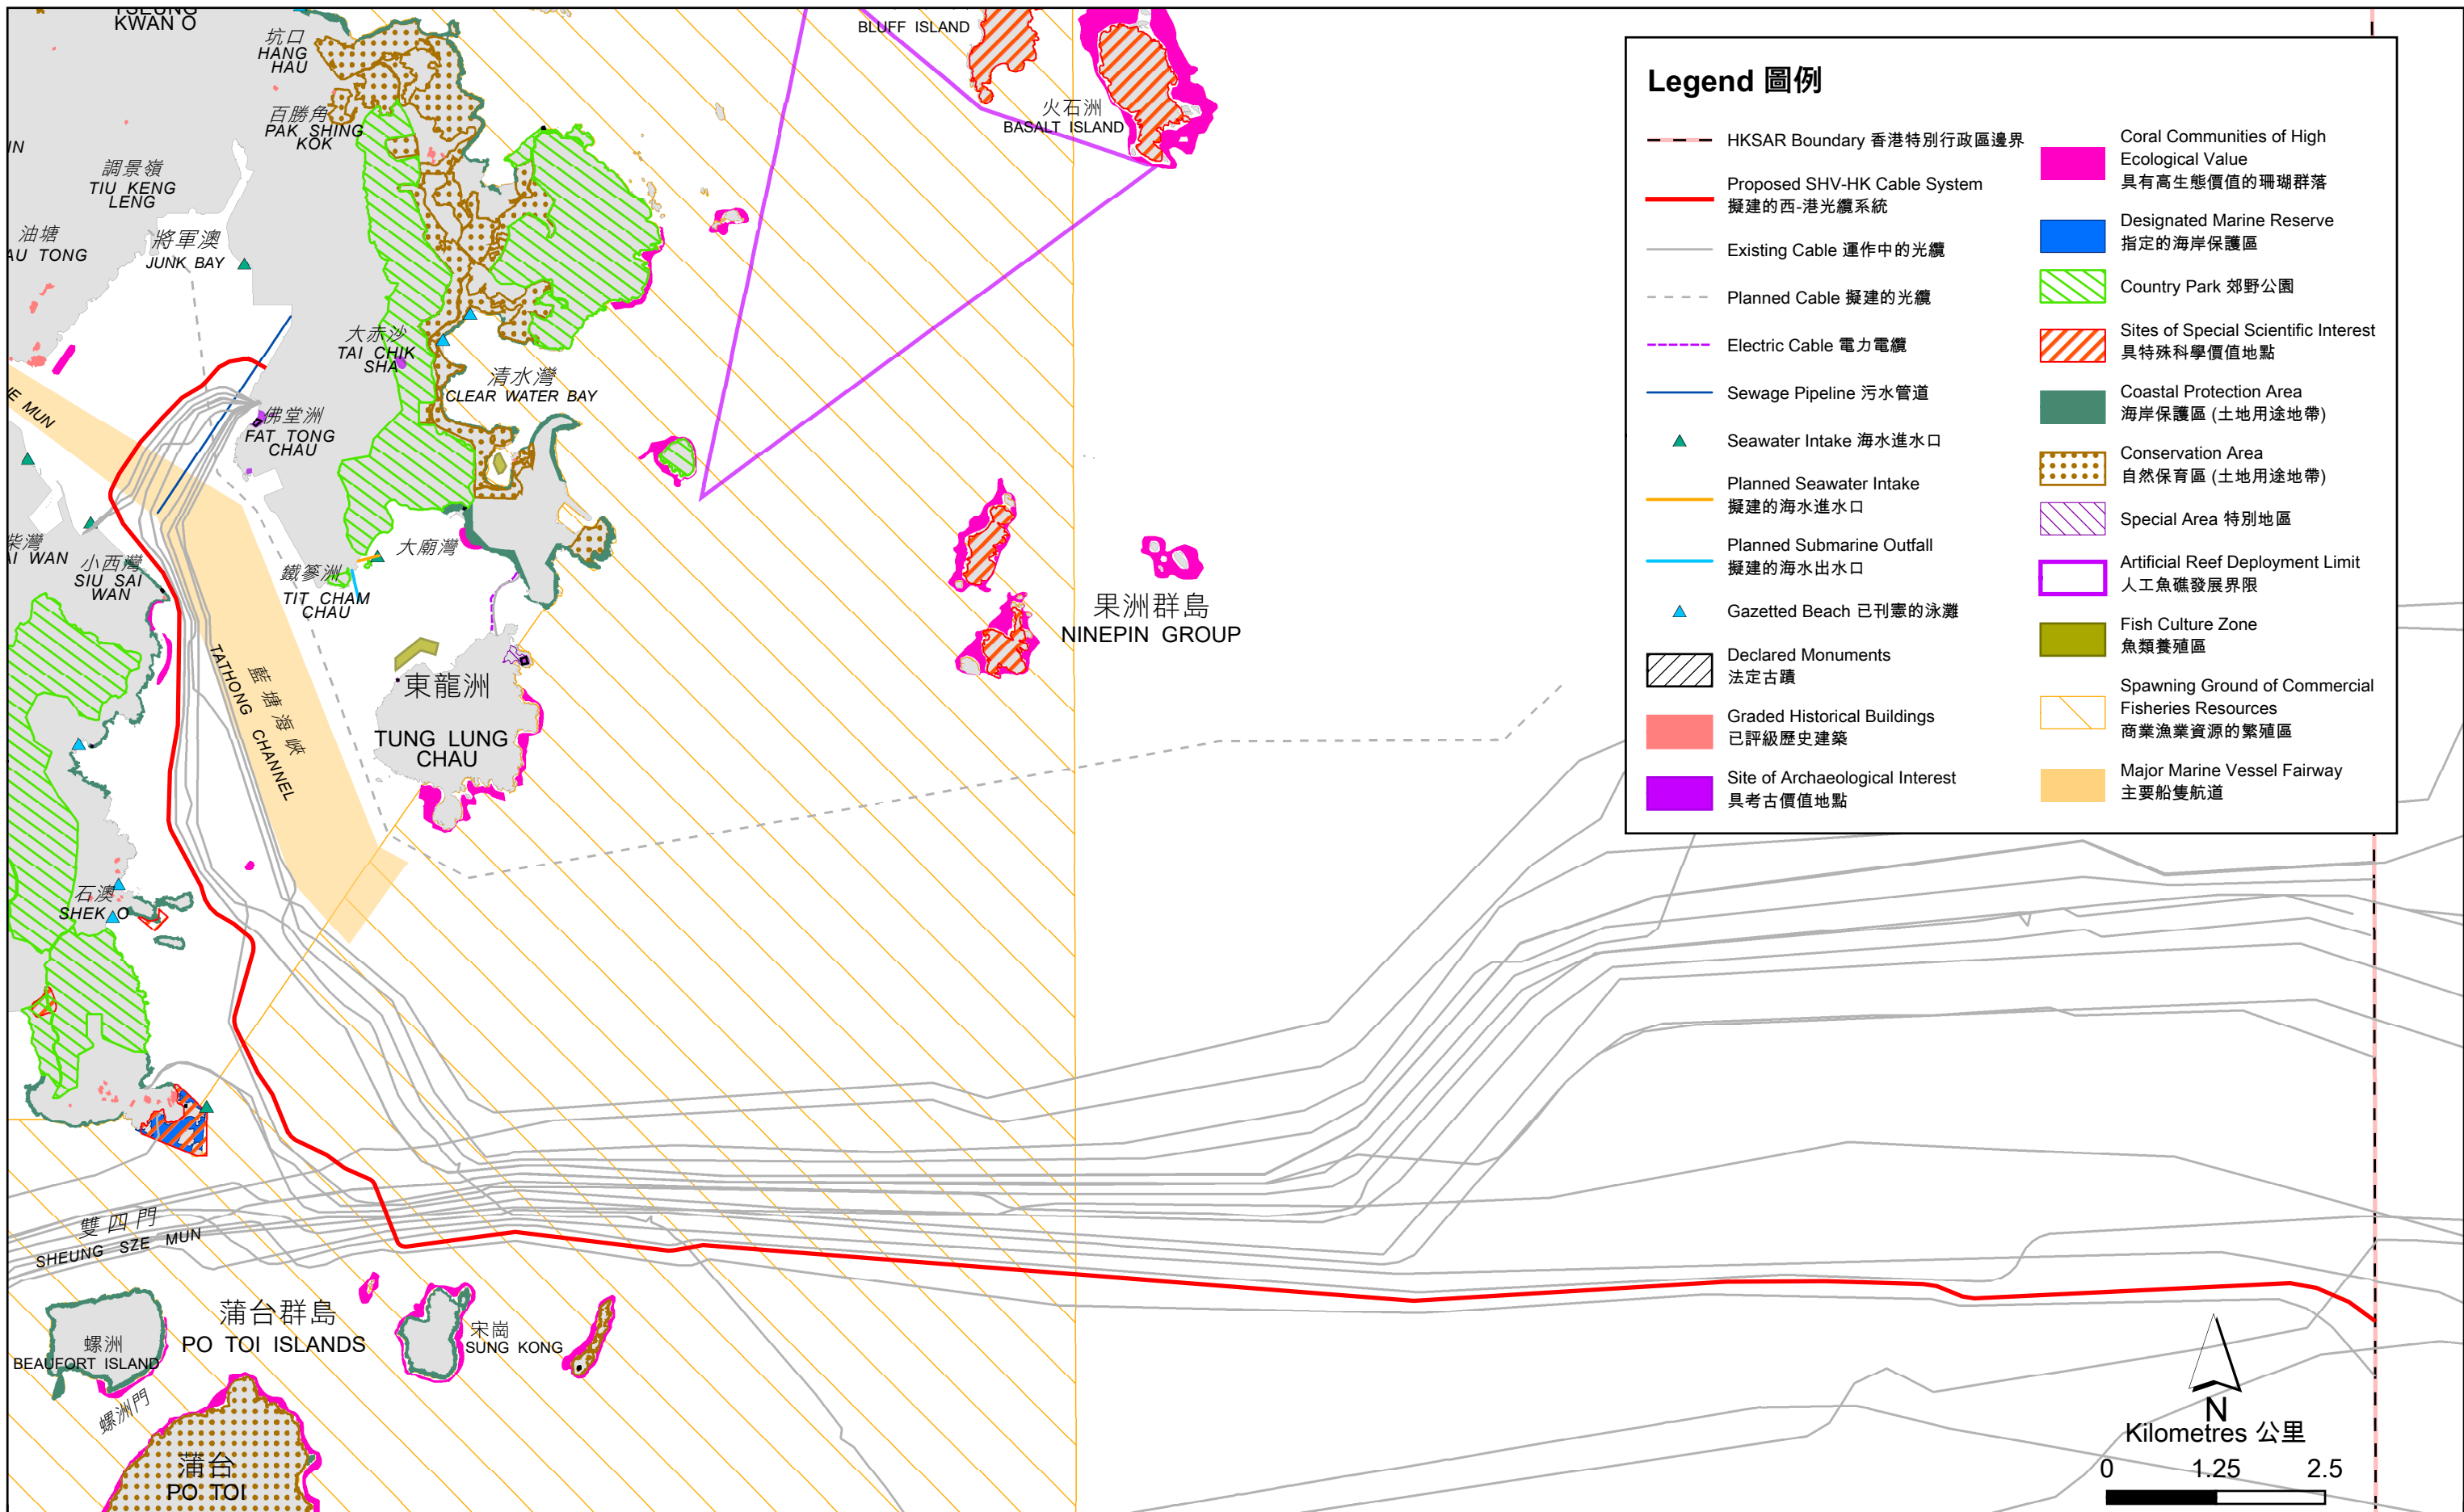 KWAN O
坑口
HANG
HAU
百勝角
PAK SHING
KOK
調景嶺
TIU KENG
LENG
油塘
AU TONG
將軍澳
JUNK BAY
大赤沙
TAI CHIK
SHA
清水灣
CLEAR WATER BAY
佛堂洲
FAT TONG
CHAU
E MUN
柴灣
AI WAN
小西灣
SIU SAI
WAN
鐵篸洲
TIT CHAM
CHAU
大廟灣
藍塘海峽
TATHONG CHANNEL
東龍洲
TUNG LUNG
CHAU
石澳
SHEK O
BLUFF ISLAND
火石洲
BASALT ISLAND
果洲群島
NINEPIN GROUP
雙四門
SHEUNG SZE MUN
螺洲
BEAUFORT ISLAND
螺洲門
蒲台群島
PO TOI ISLANDS
宋崗
SUNG KONG
蒲台
PO TOI
Legend 圖例
HKSAR Boundary 香港特別行政區邊界
Proposed SHV-HK Cable System
擬建的西-港光纜系統
Existing Cable 運作中的光纜
Planned Cable 擬建的光纜
Electric Cable 電力電纜
Sewage Pipeline 污水管道
Seawater Intake 海水進水口
Planned Seawater Intake
擬建的海水進水口
Planned Submarine Outfall
擬建的海水出水口
Gazetted Beach 已刊憲的泳灘
Declared Monuments
法定古蹟
Graded Historical Buildings
已評級歷史建築
Site of Archaeological Interest
具考古價值地點
Coral Communities of High
Ecological Value
具有高生態價值的珊瑚群落
Designated Marine Reserve
指定的海岸保護區
Country Park 郊野公園
Sites of Special Scientific Interest
具特殊科學價值地點
Coastal Protection Area
海岸保護區 (土地用途地帶)
Conservation Area
自然保育區 (土地用途地帶)
Special Area 特別地區
Artificial Reef Deployment Limit
人工魚礁發展界限
Fish Culture Zone
魚類養殖區
Spawning Ground of Commercial
Fisheries Resources
商業漁業資源的繁殖區
Major Marine Vessel Fairway
主要船隻航道
N
Kilometres 公里
0 1.25 2.5